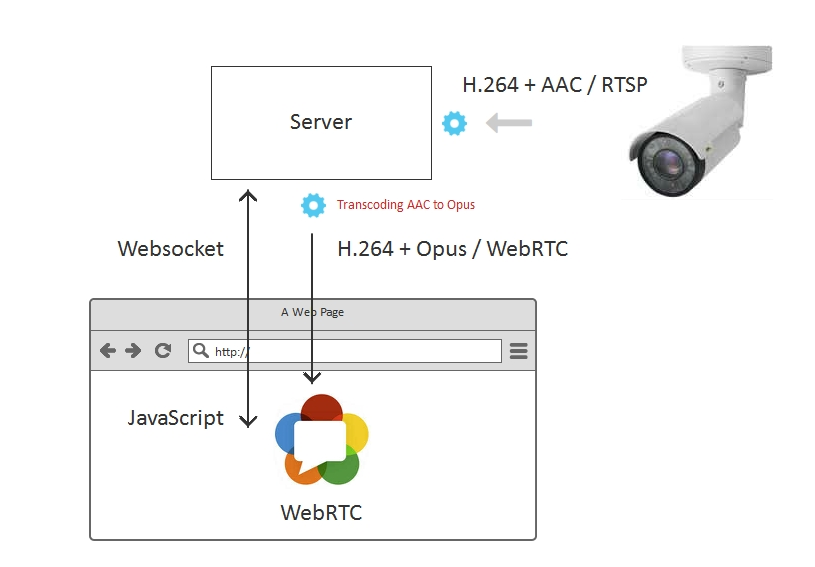 H.264 + AAC / RTSP
Server
Transcoding AAC to Opus
Websocket
H.264 + Opus / WebRTC
A Web Page
http://
JavaScript
WebRTC